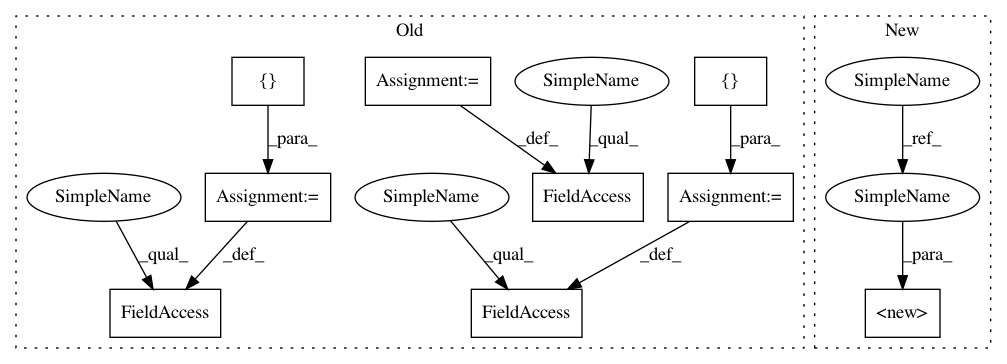 Old
New
{}
Assignment:=
SimpleName
{}
SimpleName
_para_
_def_
_qual_
_para_
_ref_
SimpleName
Assignment:=
SimpleName
FieldAccess
Assignment:=
SimpleName
_qual_
_def_
_qual_
_def_
_para_
FieldAccess
FieldAccess
<new>